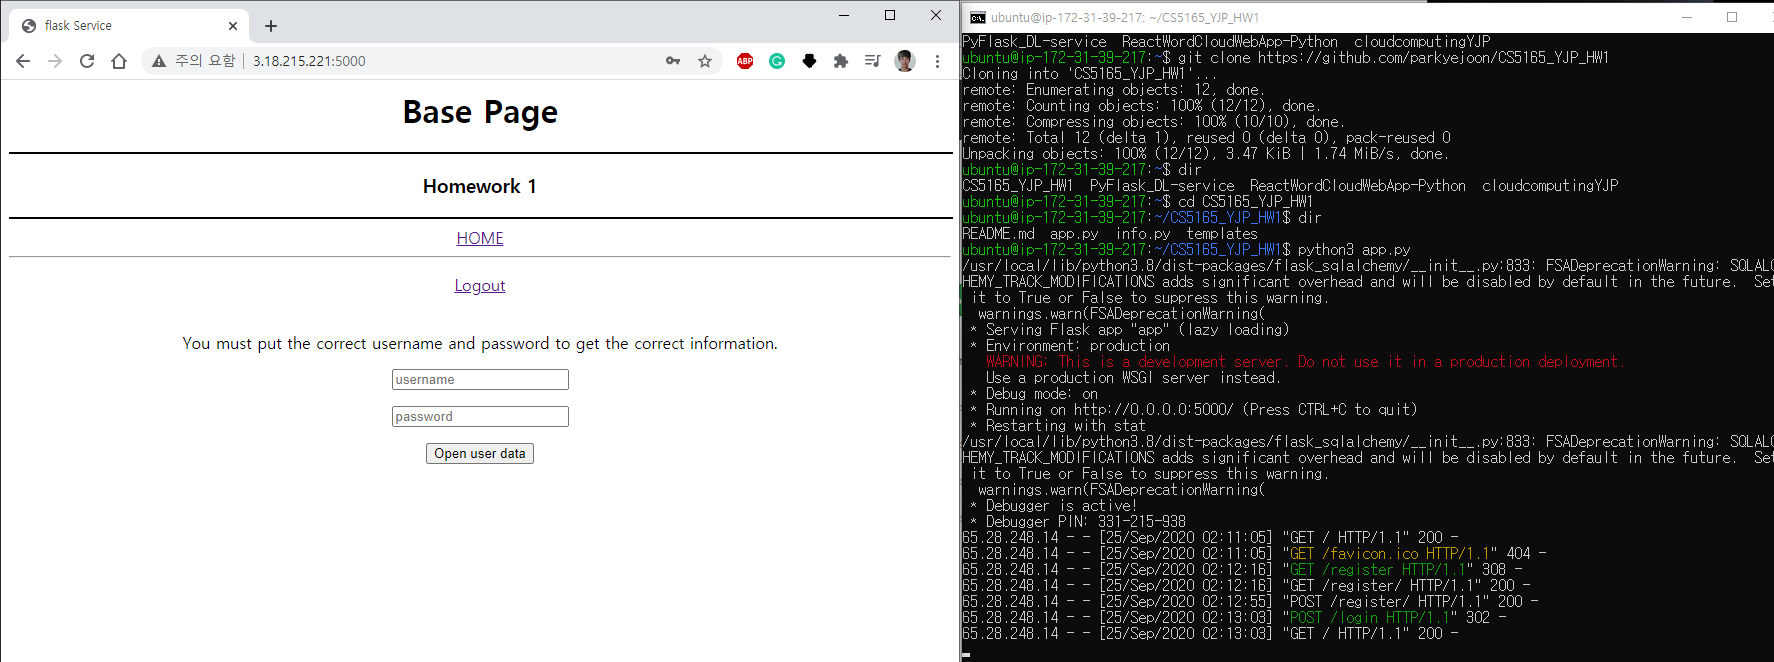 flask Service
주의 요함 | 3.18.215.221:5000
ABP
Base Page
Homework 1
HOME
Logout
You must put the correct username and password to get the correct information.
username
password
Open user data
ubuntu@ip-172-31-39-217: ~/CS5165_YJP_HW1
PyFlask_DL-service  ReactWordCloudWebApp-Python  cloudcomputingYJP
ubuntu@ip-172-31-39-217:~$ git clone https://github.com/parkyejoon/CS5165_YJP_HW1
Cloning into 'CS5165_YJP_HW1'...
remote: Enumerating objects: 12, done.
remote: Counting objects: 100% (12/12), done.
remote: Compressing objects: 100% (10/10), done.
remote: Total 12 (delta 1), reused 0 (delta 0), pack-reused 0
Unpacking objects: 100% (12/12), 3.47 KiB | 1.74 MiB/s, done.
ubuntu@ip-172-31-39-217:~$ dir
CS5165_YJP_HW1  PyFlask_DL-service  ReactWordCloudWebApp-Python  cloudcomputingYJP
ubuntu@ip-172-31-39-217:~$ cd CS5165_YJP_HW1
ubuntu@ip-172-31-39-217:~/CS5165_YJP_HW1$ dir
README.md  app.py  info.py  templates
ubuntu@ip-172-31-39-217:~/CS5165_YJP_HW1$ python3 app.py
/usr/local/lib/python3.8/dist-packages/flask_sqlalchemy/__init__.py:833: FSADeprecationWarning: SQLALC
HEMY_TRACK_MODIFICATIONS adds significant overhead and will be disabled by default in the future.  Set
 it to True or False to suppress this warning.
  warnings.warn(FSADeprecationWarning(
 * Serving Flask app "app" (lazy loading)
 * Environment: production
   WARNING: This is a development server. Do not use it in a production deployment.
   Use a production WSGI server instead.
 * Debug mode: on
 * Running on http://0.0.0.0:5000/ (Press CTRL+C to quit)
 * Restarting with stat
/usr/local/lib/python3.8/dist-packages/flask_sqlalchemy/__init__.py:833: FSADeprecationWarning: SQLALC
HEMY_TRACK_MODIFICATIONS adds significant overhead and will be disabled by default in the future.  Set
 it to True or False to suppress this warning.
  warnings.warn(FSADeprecationWarning(
 * Debugger is active!
 * Debugger PIN: 331-215-938
65.28.248.14 - - [25/Sep/2020 02:11:05] "GET / HTTP/1.1" 200 -
65.28.248.14 - - [25/Sep/2020 02:11:05] "GET /favicon.ico HTTP/1.1" 404 -
65.28.248.14 - - [25/Sep/2020 02:12:16] "GET /register HTTP/1.1" 308 -
65.28.248.14 - - [25/Sep/2020 02:12:16] "GET /register/ HTTP/1.1" 200 -
65.28.248.14 - - [25/Sep/2020 02:12:55] "POST /register/ HTTP/1.1" 200 -
65.28.248.14 - - [25/Sep/2020 02:13:03] "POST /login HTTP/1.1" 302 -
65.28.248.14 - - [25/Sep/2020 02:13:03] "GET / HTTP/1.1" 200 -